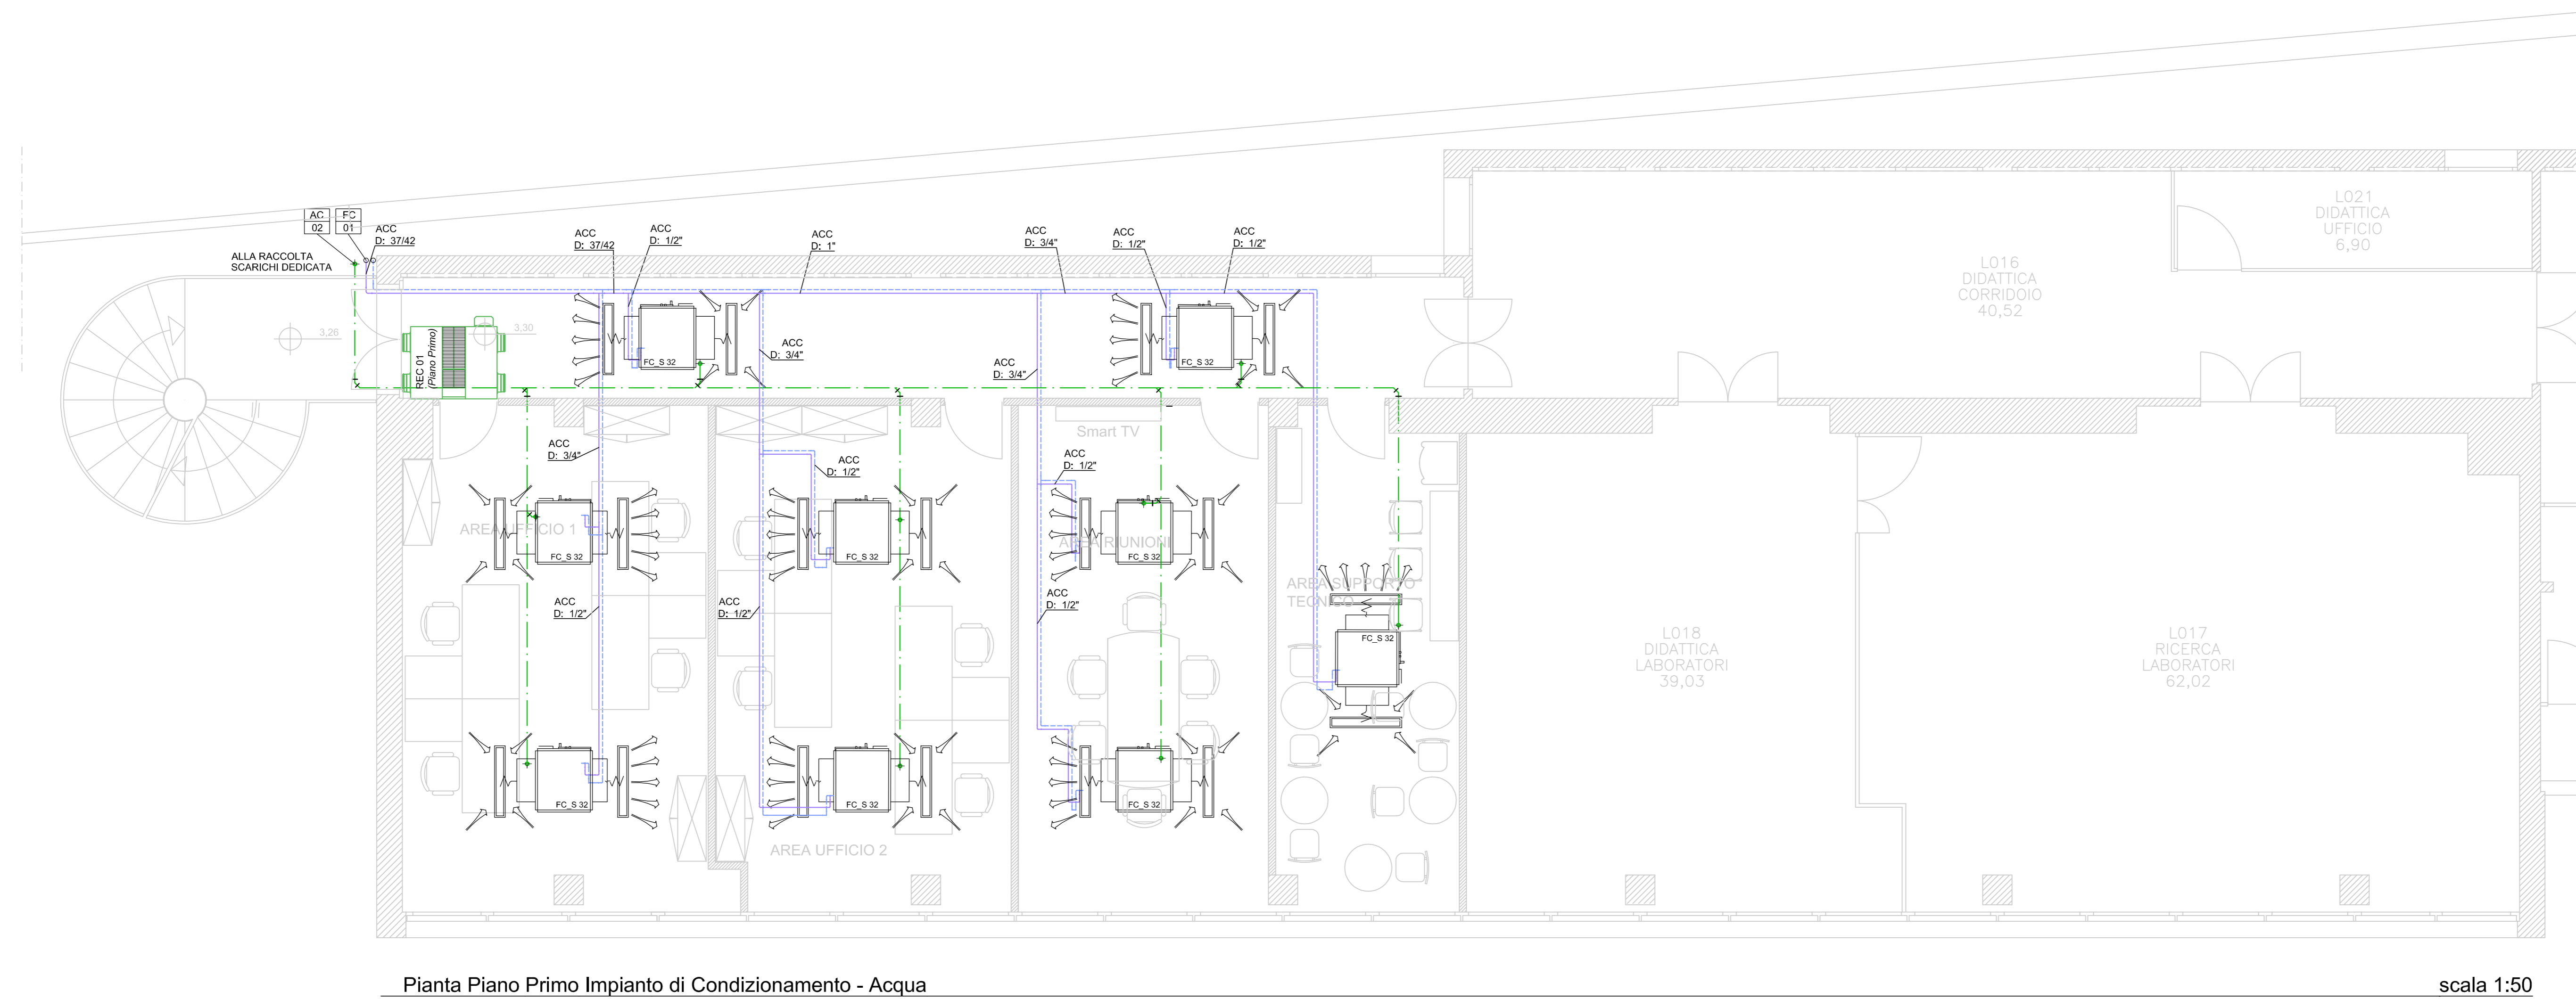 L021
DIDATTICA
UFFICIO
6,90
AC
02
FC
01
ACC
D: 37/42
ALLA RACCOLTA
SCARICHI DEDICATA
ACC
D: 37/42
ACC
D: 1/2"
ACC
D: 1"
ACC
D: 3/4"
ACC
D: 1/2"
ACC
D: 1/2"
L016
DIDATTICA
CORRIDOIO
40,52
3,26
3,30
REC 01
(Piano Primo)
FC_S 32
FC_S 32
ACC
D: 3/4"
ACC
D: 3/4"
Smart TV
ACC
D: 3/4"
ACC
D: 1/2"
ACC
D: 1/2"
AREA UFFICIO 1
FC_S 32
FC_S 32
AREA RIUNIONI
FC_S 32
ACC
D: 1/2"
ACC
D: 1/2"
ACC
D: 1/2"
AREA SUPPORTO
TECNICO
FC_S 32
L018
DIDATTICA
LABORATORI
39,03
L017
RICERCA
LABORATORI
62,02
FC_S 32
FC_S 32
FC_S 32
AREA UFFICIO 2
Pianta Piano Primo Impianto di Condizionamento - Acqua
scala 1:50